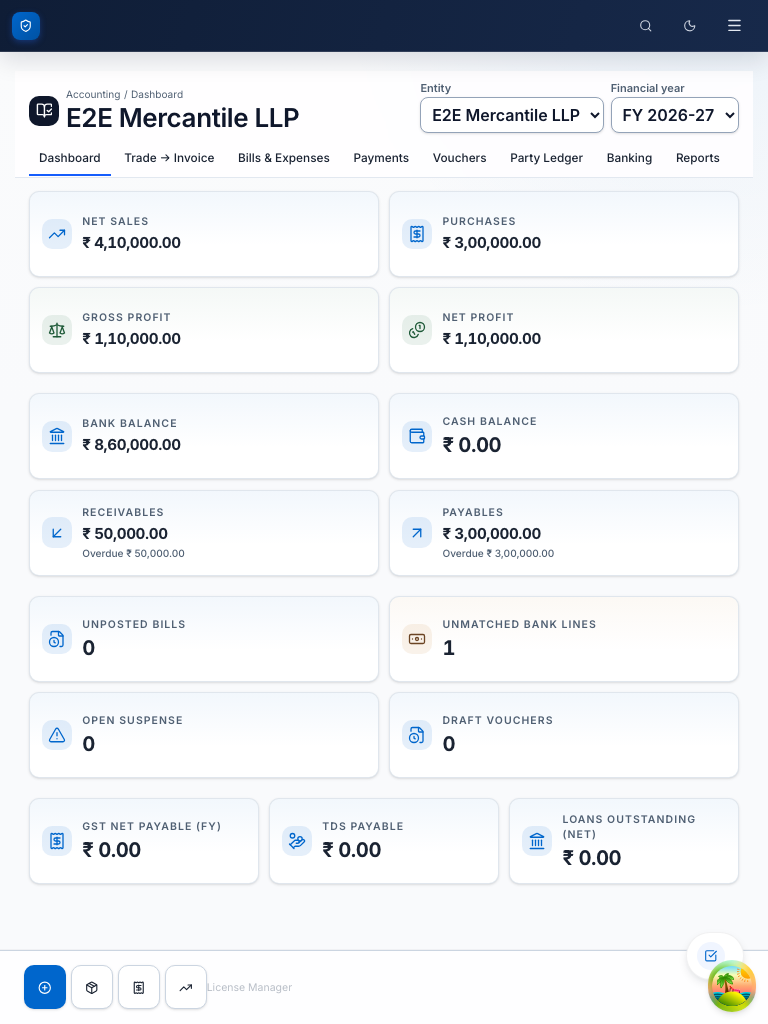 Accounting / Dashboard
E2E Mercantile LLP
Entity
E2E Mercantile LLP
Financial year
FY 2026-27
Dashboard
Trade → Invoice
Bills & Expenses
Payments
Vouchers
Party Ledger
Banking
Reports
NET SALES
₹ 4,10,000.00
PURCHASES
₹ 3,00,000.00
GROSS PROFIT
₹ 1,10,000.00
NET PROFIT
₹ 1,10,000.00
BANK BALANCE
₹ 8,60,000.00
CASH BALANCE
₹ 0.00
RECEIVABLES
₹ 50,000.00
Overdue ₹ 50,000.00
PAYABLES
₹ 3,00,000.00
Overdue ₹ 3,00,000.00
UNPOSTED BILLS
0
UNMATCHED BANK LINES
1
OPEN SUSPENSE
0
DRAFT VOUCHERS
0
GST NET PAYABLE (FY)
₹ 0.00
TDS PAYABLE
₹ 0.00
LOANS OUTSTANDING
(NET)
₹ 0.00
License Manager